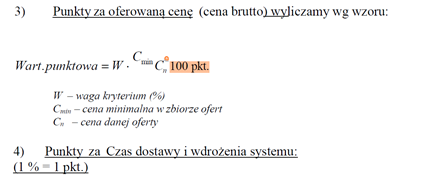 3) Punkty za oferowaną cenę (cena brutto) wyliczamy wg wzoru:
Wart.punktowa = W · Cmin Cn 100 pkt.
W – waga kryterium (%)
Cmin – cena minimalna w zbiorze ofert
Cn – cena danej oferty
4) Punkty za Czas dostawy i wdrożenia systemu:
(1 % = 1 pkt.)